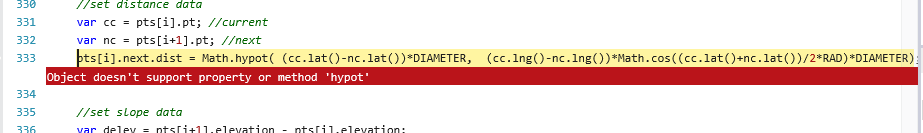 330 //set distance data
331 var cc = pts[i].pt; //current
332 var nc = pts[i+1].pt; //next
333 pts[i].next.dist = Math.hypot( (cc.lat()-nc.lat())*DIAMETER, (cc.lng()-nc.lng())*Math.cos((cc.lat()+nc.lat())/2*RAD)*DIAMETER);
Object doesn't support property or method 'hypot'
334
335 //set slope data
336 var delev = pts[i+1].elevation - pts[i].elevation;